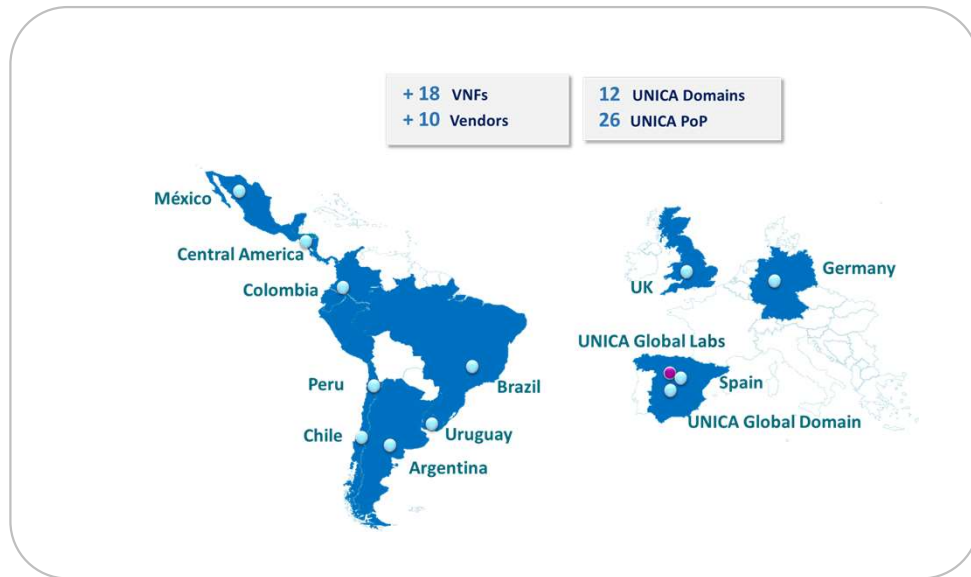 + 18 VNFs
+ 10 Vendors
12 UNICA Domains
26 UNICA PoP
México
Central America
Colombia
Peru
Brazil
Chile
Uruguay
Argentina
UK
Germany
UNICA Global Labs
Spain
UNICA Global Domain